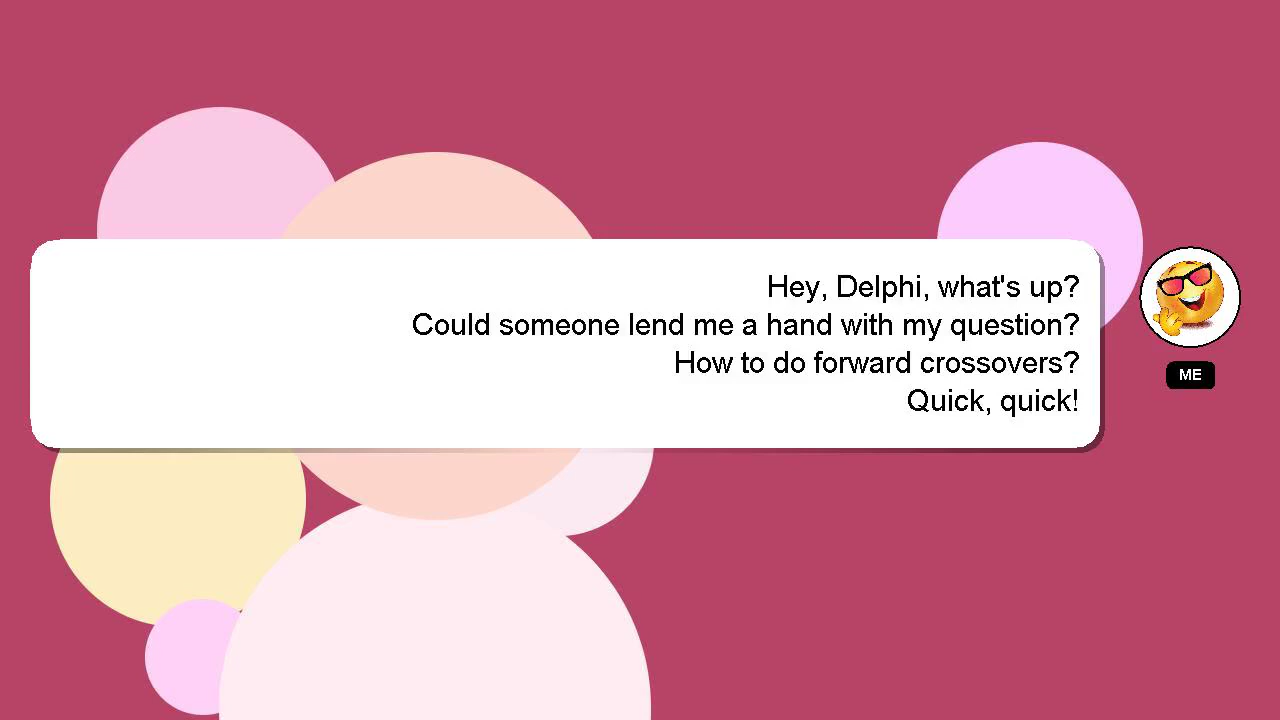 Hey, Delphi, what's up?
Could someone lend me a hand with my question?
How to do forward crossovers?
Quick, quick!
ME